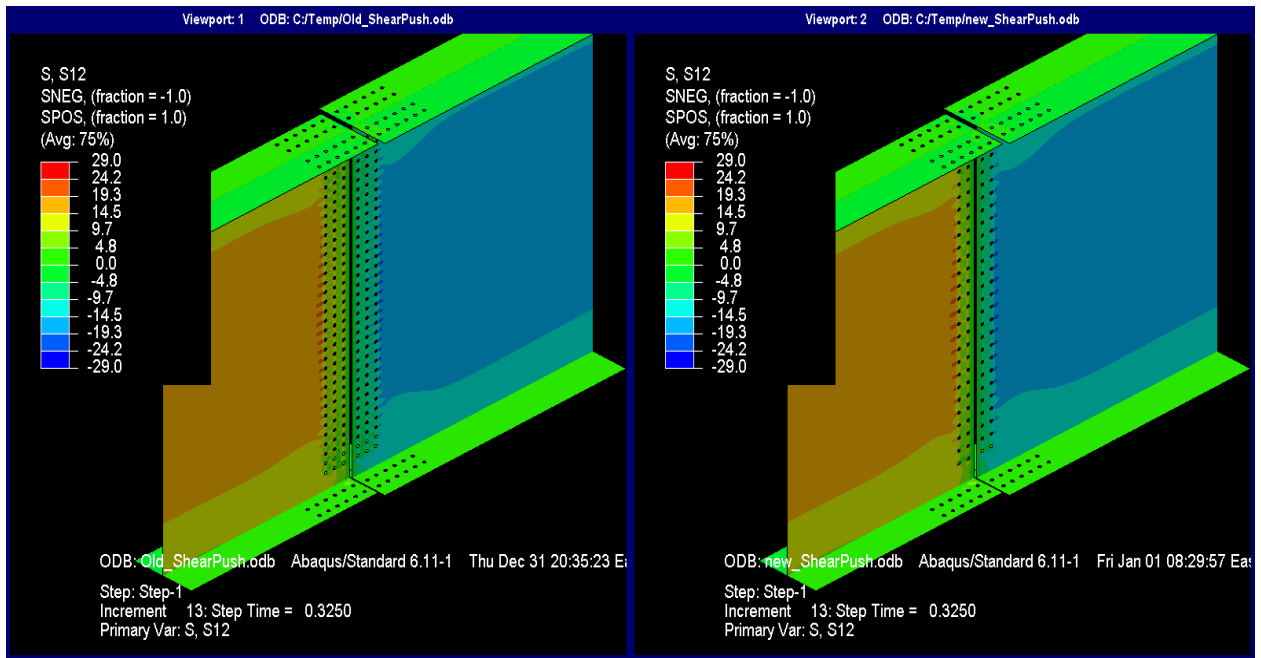 Viewport: 1 ODB: C:/Temp/Old_ShearPush.odb
S, S12
SNEG, (fraction = -1.0)
SPOS, (fraction = 1.0)
(Avg: 75%)
29.0
24.2
19.3
14.5
9.7
4.8
0.0
-4.8
-9.7
-14.5
-19.3
-24.2
-29.0
ODB: Old_ShearPush.odb Abaqus/Standard 6.11-1 Thu Dec 31 20:35:23 Ea
Step: Step-1
Increment 13: Step Time = 0.3250
Primary Var: S, S12
Viewport: 2 ODB: C:/Temp/new_ShearPush.odb
S, S12
SNEG, (fraction = -1.0)
SPOS, (fraction = 1.0)
(Avg: 75%)
29.0
24.2
19.3
14.5
9.7
4.8
0.0
-4.8
-9.7
-14.5
-19.3
-24.2
-29.0
ODB: new_ShearPush.odb Abaqus/Standard 6.11-1 Fri Jan 01 08:29:57 Eas
Step: Step-1
Increment 13: Step Time = 0.3250
Primary Var: S, S12